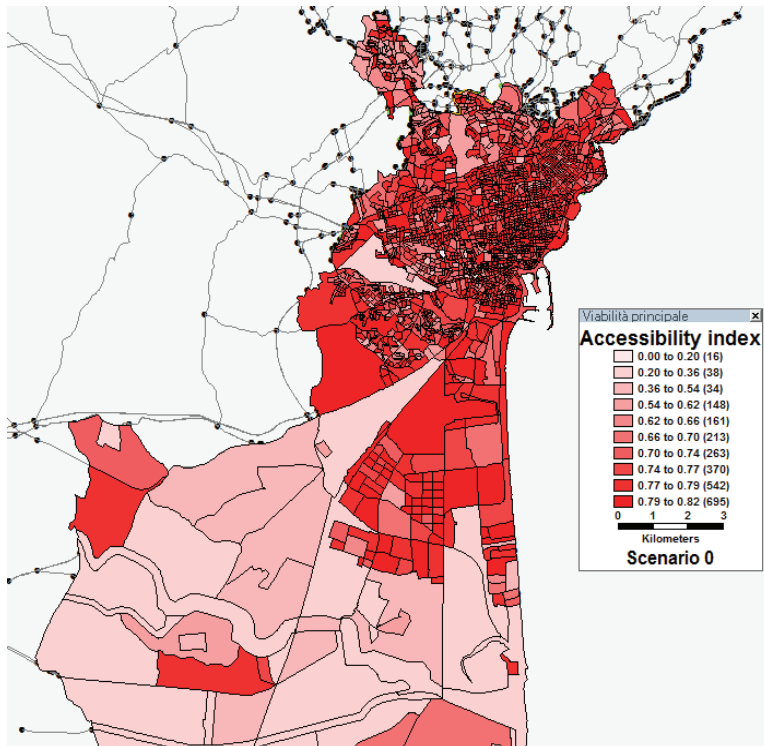 Viabilità principale
Accessibility index
0.00 to 0.20 (16)
0.20 to 0.36 (38)
0.36 to 0.54 (34)
0.54 to 0.62 (148)
0.62 to 0.66 (161)
0.66 to 0.70 (213)
0.70 to 0.74 (263)
0.74 to 0.77 (370)
0.77 to 0.79 (542)
0.79 to 0.82 (695)
0 1 2 3
Kilometers
Scenario 0